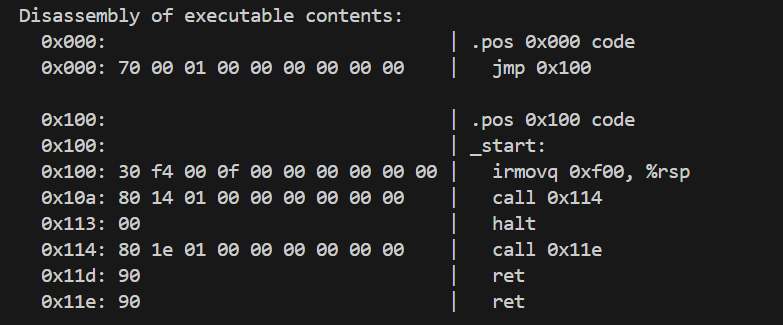 Disassembly of executable contents:
  0x000:                               | .pos 0x000 code
  0x000: 70 00 01 00 00 00 00 00 00    |   jmp 0x100

  0x100:                               | .pos 0x100 code
  0x100:                               | _start:
  0x100: 30 f4 00 0f 00 00 00 00 00 00 |   irmovq 0xf00, %rsp
  0x10a: 80 14 01 00 00 00 00 00 00    |   call 0x114
  0x113: 00                            |   halt
  0x114: 80 1e 01 00 00 00 00 00 00    |   call 0x11e
  0x11d: 90                            |   ret
  0x11e: 90                            |   ret